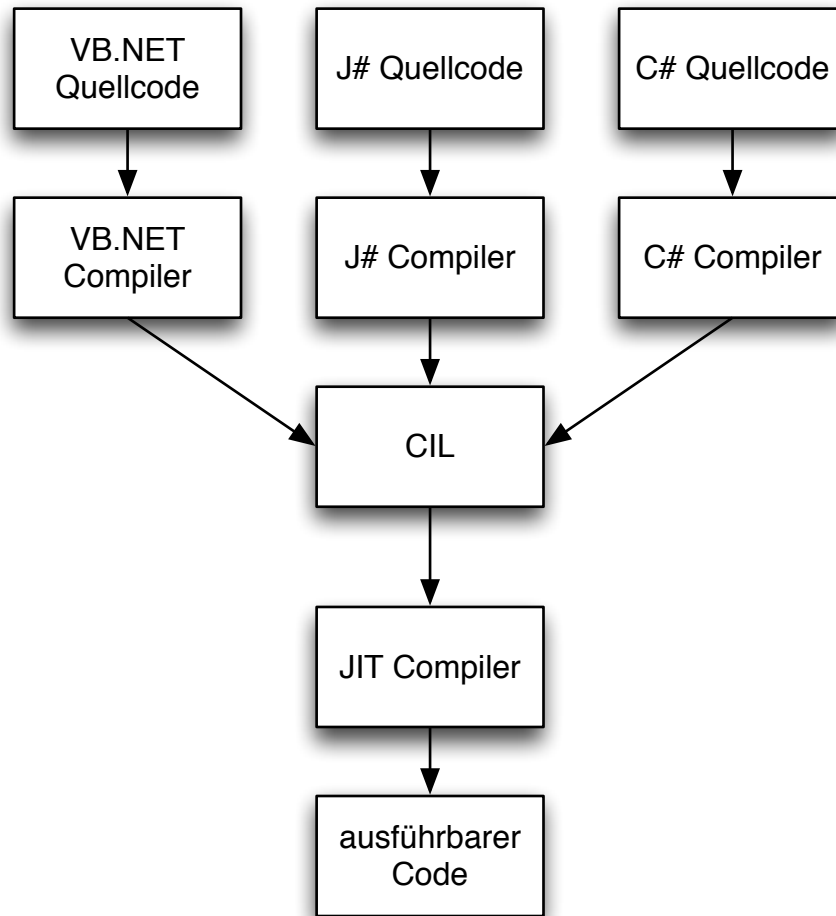 VB.NET
Quellcode
J# Quellcode
C# Quellcode
VB.NET
Compiler
J# Compiler
C# Compiler
CIL
JIT Compiler
ausführbarer
Code